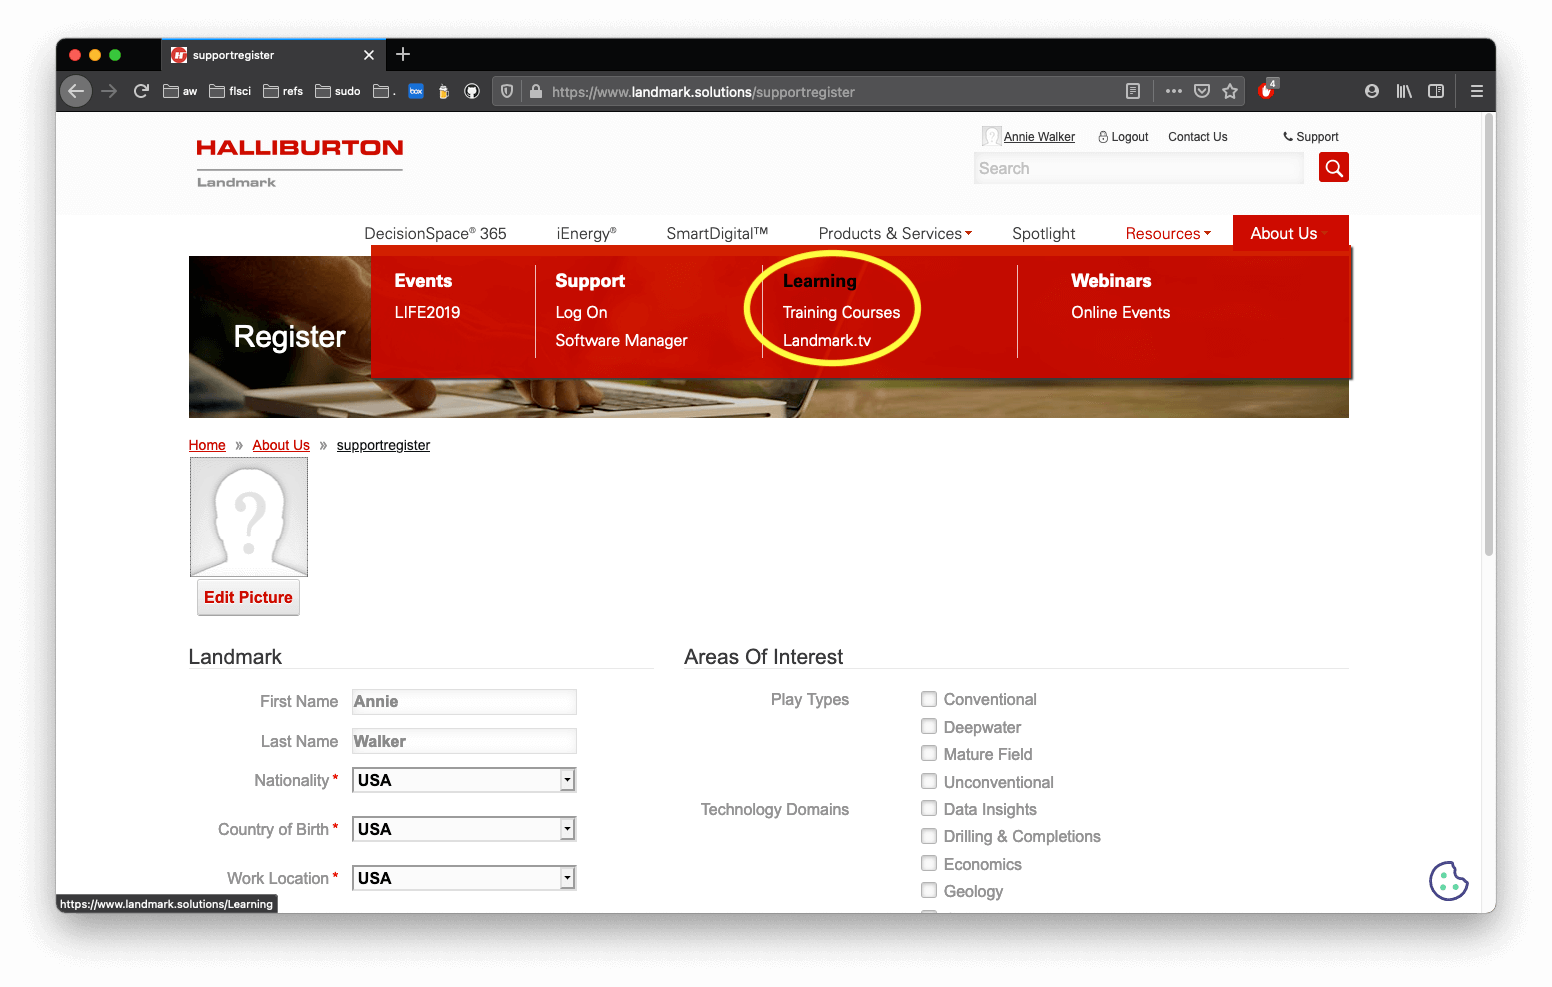 supportregister
aw flsci refs sudo . box https://www.landmark.solutions/supportregister 4
Annie Walker Logout Contact Us Support
HALLIBURTON
Landmark
Search
DecisionSpace® 365 iEnergy® SmartDigital™ Products & Services Spotlight Resources About Us
Events Support Learning Webinars
LIFE2019 Log On Training Courses Online Events
Software Manager Landmark.tv
Register
Home » About Us » supportregister
?
Edit Picture
Landmark Areas Of Interest
First Name Annie Play Types Conventional
Deepwater
Last Name Walker
Mature Field
Nationality * USA Unconventional
Technology Domains Data Insights
Country of Birth * USA Drilling & Completions
Economics
Work Location * USA Geology
https://www.landmark.solutions/Learning